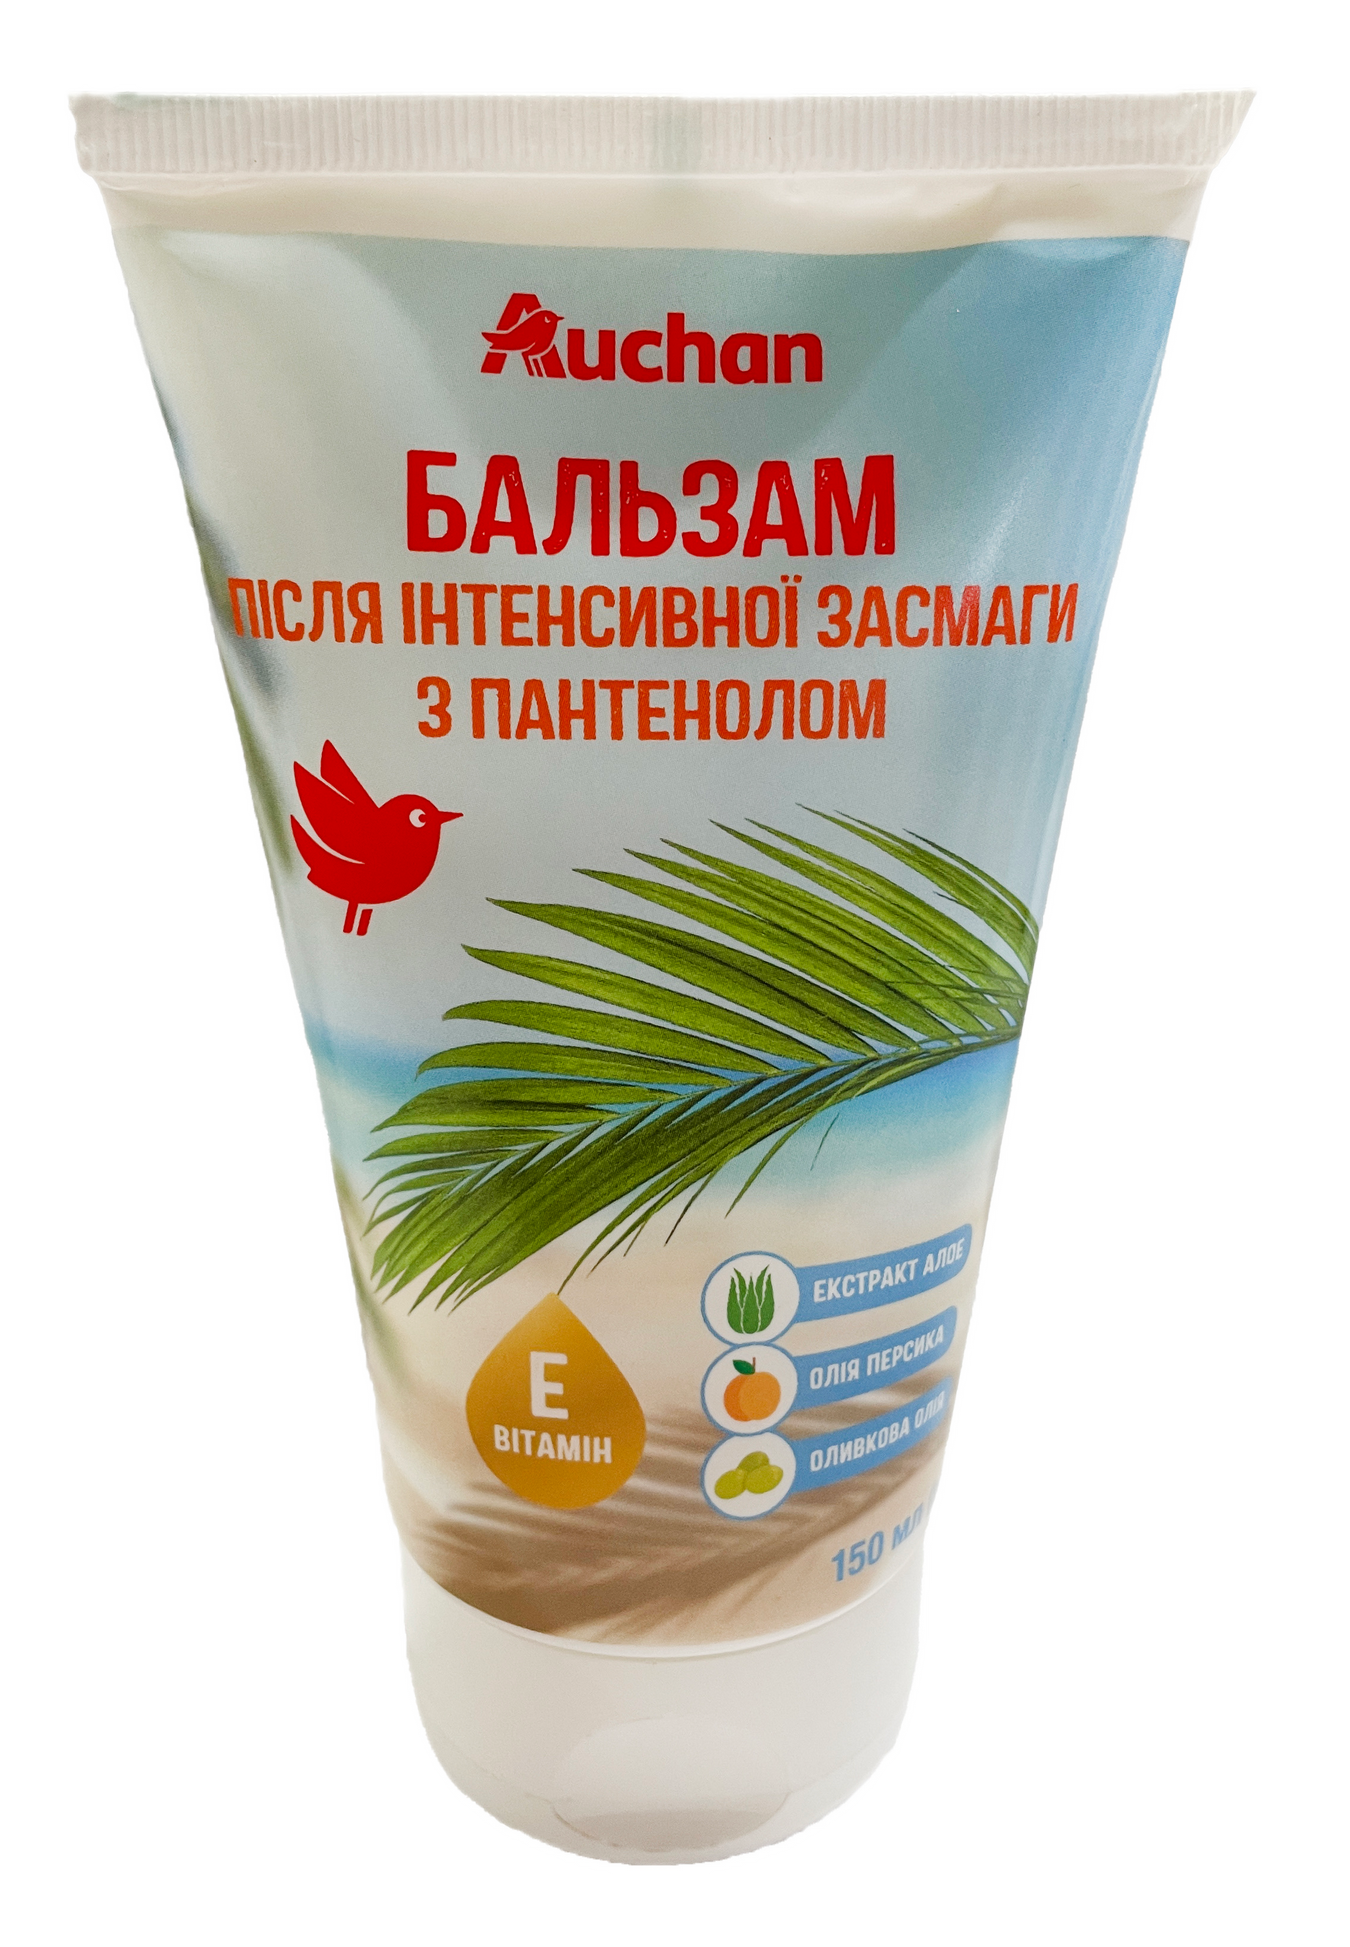 Auchan
БАЛЬЗАМ
ПІСЛЯ ІНТЕНСИВНОЇ ЗАСМАГИ
З ПАНТЕНОЛОМ
ЕКСТРАКТ АЛОЕ
ОЛІЯ ПЕРСИКА
ОЛИВКОВА ОЛІЯ
E
ВІТАМІН
150 мл